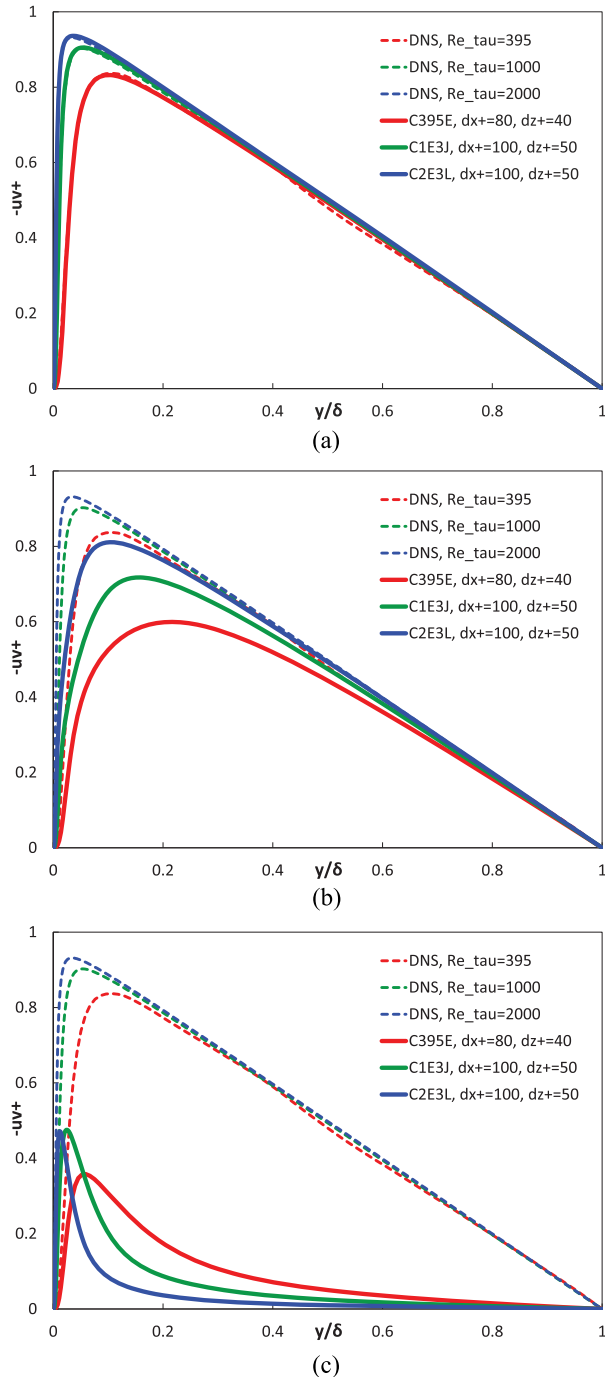 1
0.8
0.6
0.4
0.2
0
-uv+
DNS, Re_tau=395
DNS, Re_tau=1000
DNS, Re_tau=2000
C395E, dx+=80, dz+=40
C1E3J, dx+=100, dz+=50
C2E3L, dx+=100, dz+=50
0 0.2 0.4 0.6 0.8 1
y/δ
(a)
1
0.8
0.6
0.4
0.2
0
-uv+
DNS, Re_tau=395
DNS, Re_tau=1000
DNS, Re_tau=2000
C395E, dx+=80, dz+=40
C1E3J, dx+=100, dz+=50
C2E3L, dx+=100, dz+=50
0 0.2 0.4 0.6 0.8 1
y/δ
(b)
1
0.8
0.6
0.4
0.2
0
-uv+
DNS, Re_tau=395
DNS, Re_tau=1000
DNS, Re_tau=2000
C395E, dx+=80, dz+=40
C1E3J, dx+=100, dz+=50
C2E3L, dx+=100, dz+=50
0 0.2 0.4 0.6 0.8 1
y/δ
(c)